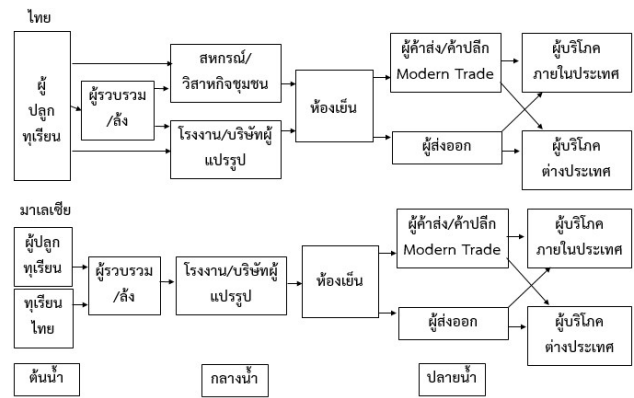 ไทย
ผู้
ปลูก
ทุเรียน
ผู้รวบรวม
/ล้ง
สหกรณ์/
วิสาหกิจชุมชน
โรงงาน/บริษัทผู้
แปรรูป
ห้องเย็น
ผู้ค้าส่ง/ค้าปลีก
Modern Trade
ผู้ส่งออก
ผู้บริโภค
ภายในประเทศ
ผู้บริโภค
ต่างประเทศ
มาเลเซีย
ผู้ปลูก
ทุเรียน
ทุเรียน
ไทย
ผู้รวบรวม
/ล้ง
โรงงาน/บริษัทผู้
แปรรูป
ห้องเย็น
ผู้ค้าส่ง/ค้าปลีก
Modern Trade
ผู้ส่งออก
ผู้บริโภค
ภายในประเทศ
ผู้บริโภค
ต่างประเทศ
ต้นน้ำ
กลางน้ำ
ปลายน้ำ